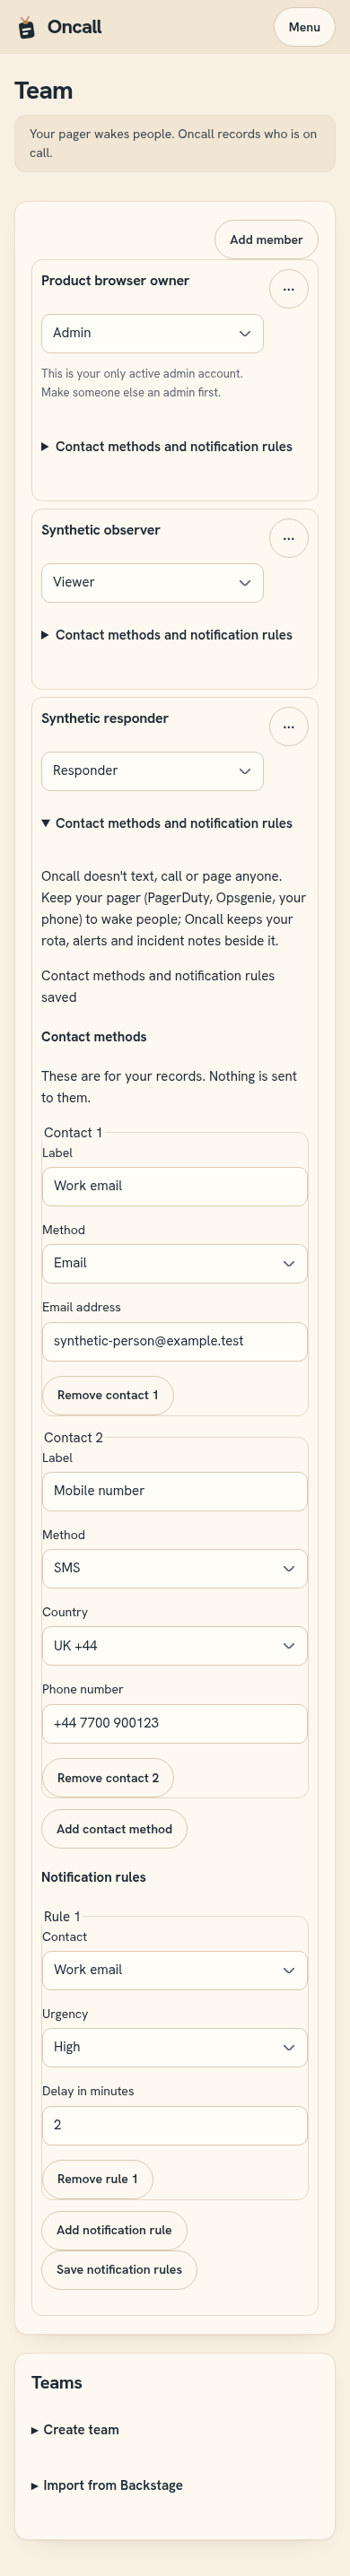 Oncall
Menu
Team
Your pager wakes people. Oncall records who is on
call.
Add member
Product browser owner
...
Admin
This is your only active admin account.
Make someone else an admin first.
Contact methods and notification rules
Synthetic observer
...
Viewer
Contact methods and notification rules
Synthetic responder
...
Responder
Contact methods and notification rules
Oncall doesn't text, call or page anyone.
Keep your pager (PagerDuty, Opsgenie, your
phone) to wake people; Oncall keeps your
rota, alerts and incident notes beside it.
Contact methods and notification rules
saved
Contact methods
These are for your records. Nothing is sent
to them.
Contact 1
Label
Work email
Method
Email
Email address
synthetic-person@example.test
Remove contact 1
Contact 2
Label
Mobile number
Method
SMS
Country
UK +44
Phone number
+44 7700 900123
Remove contact 2
Add contact method
Notification rules
Rule 1
Contact
Work email
Urgency
High
Delay in minutes
2
Remove rule 1
Add notification rule
Save notification rules
Teams
Create team
Import from Backstage